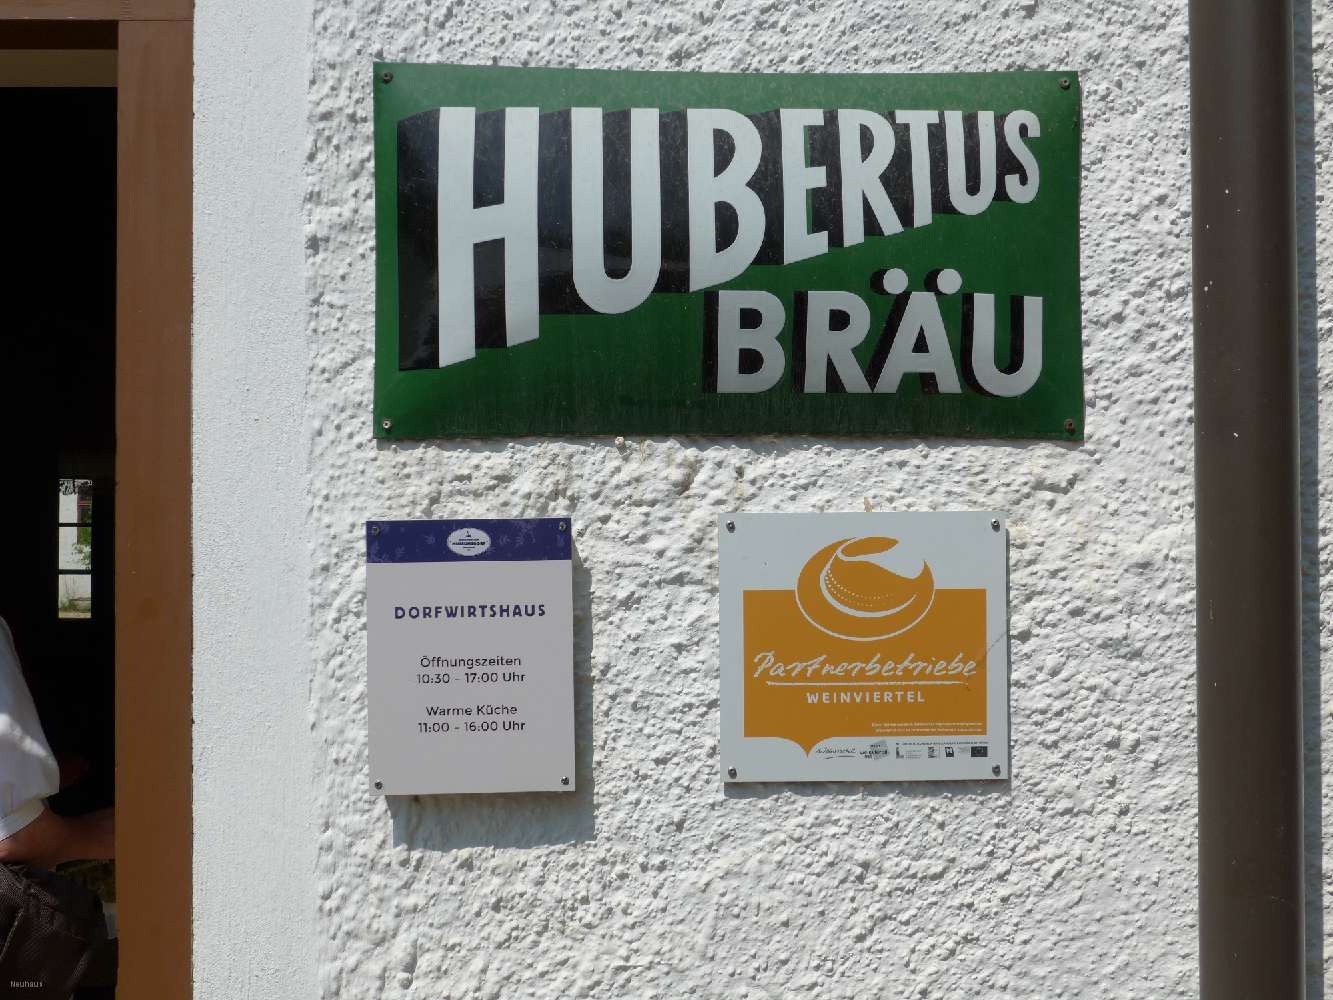 HUBERTUS
BRÄU
DORFWIRTSHAUS
Öffnungszeiten
10:30 - 17:00 Uhr
Warme Küche
11:00 - 16:00 Uhr
Partnerbetriebe
WEINVIERTEL
Neuhaus